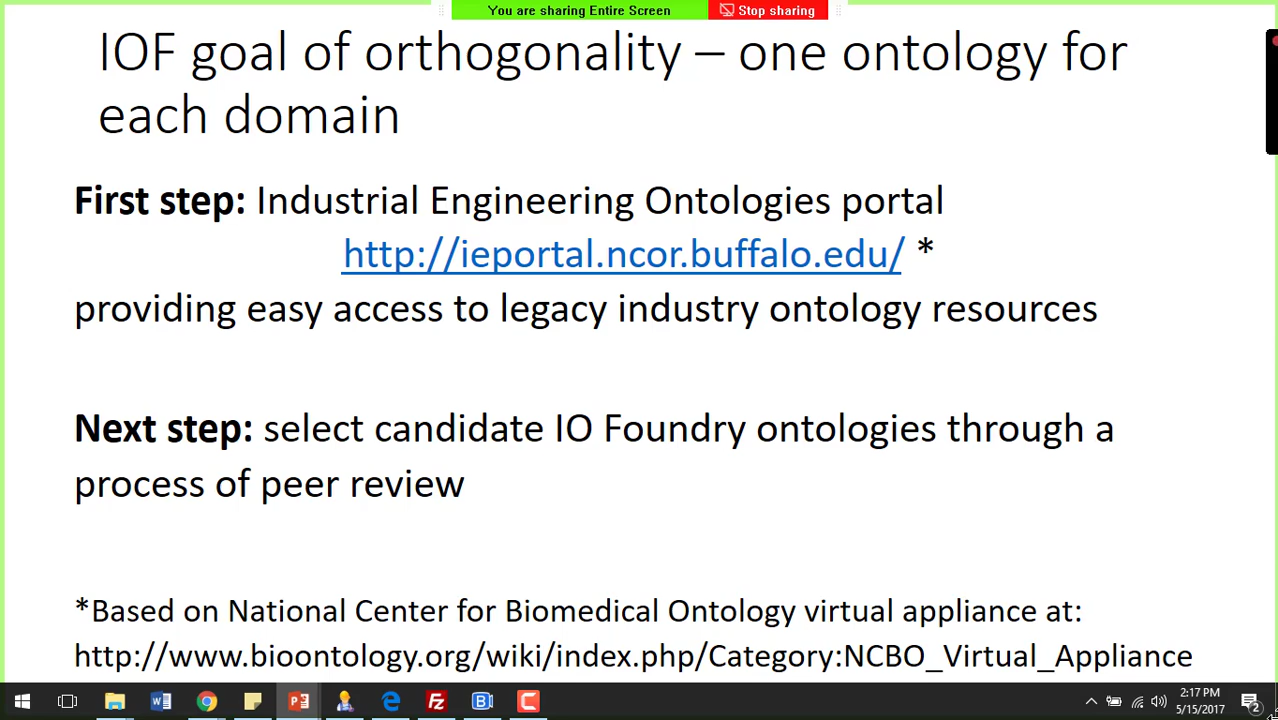 You are sharing Entire Screen
Stop sharing
IOF goal of orthogonality – one ontology for
each domain
First step: Industrial Engineering Ontologies portal
http://ieportal.ncor.buffalo.edu/ *
providing easy access to legacy industry ontology resources
Next step: select candidate IO Foundry ontologies through a
process of peer review
*Based on National Center for Biomedical Ontology virtual appliance at:
http://www.bioontology.org/wiki/index.php/Category:NCBO_Virtual_Appliance
2:17 PM
5/15/2017
2